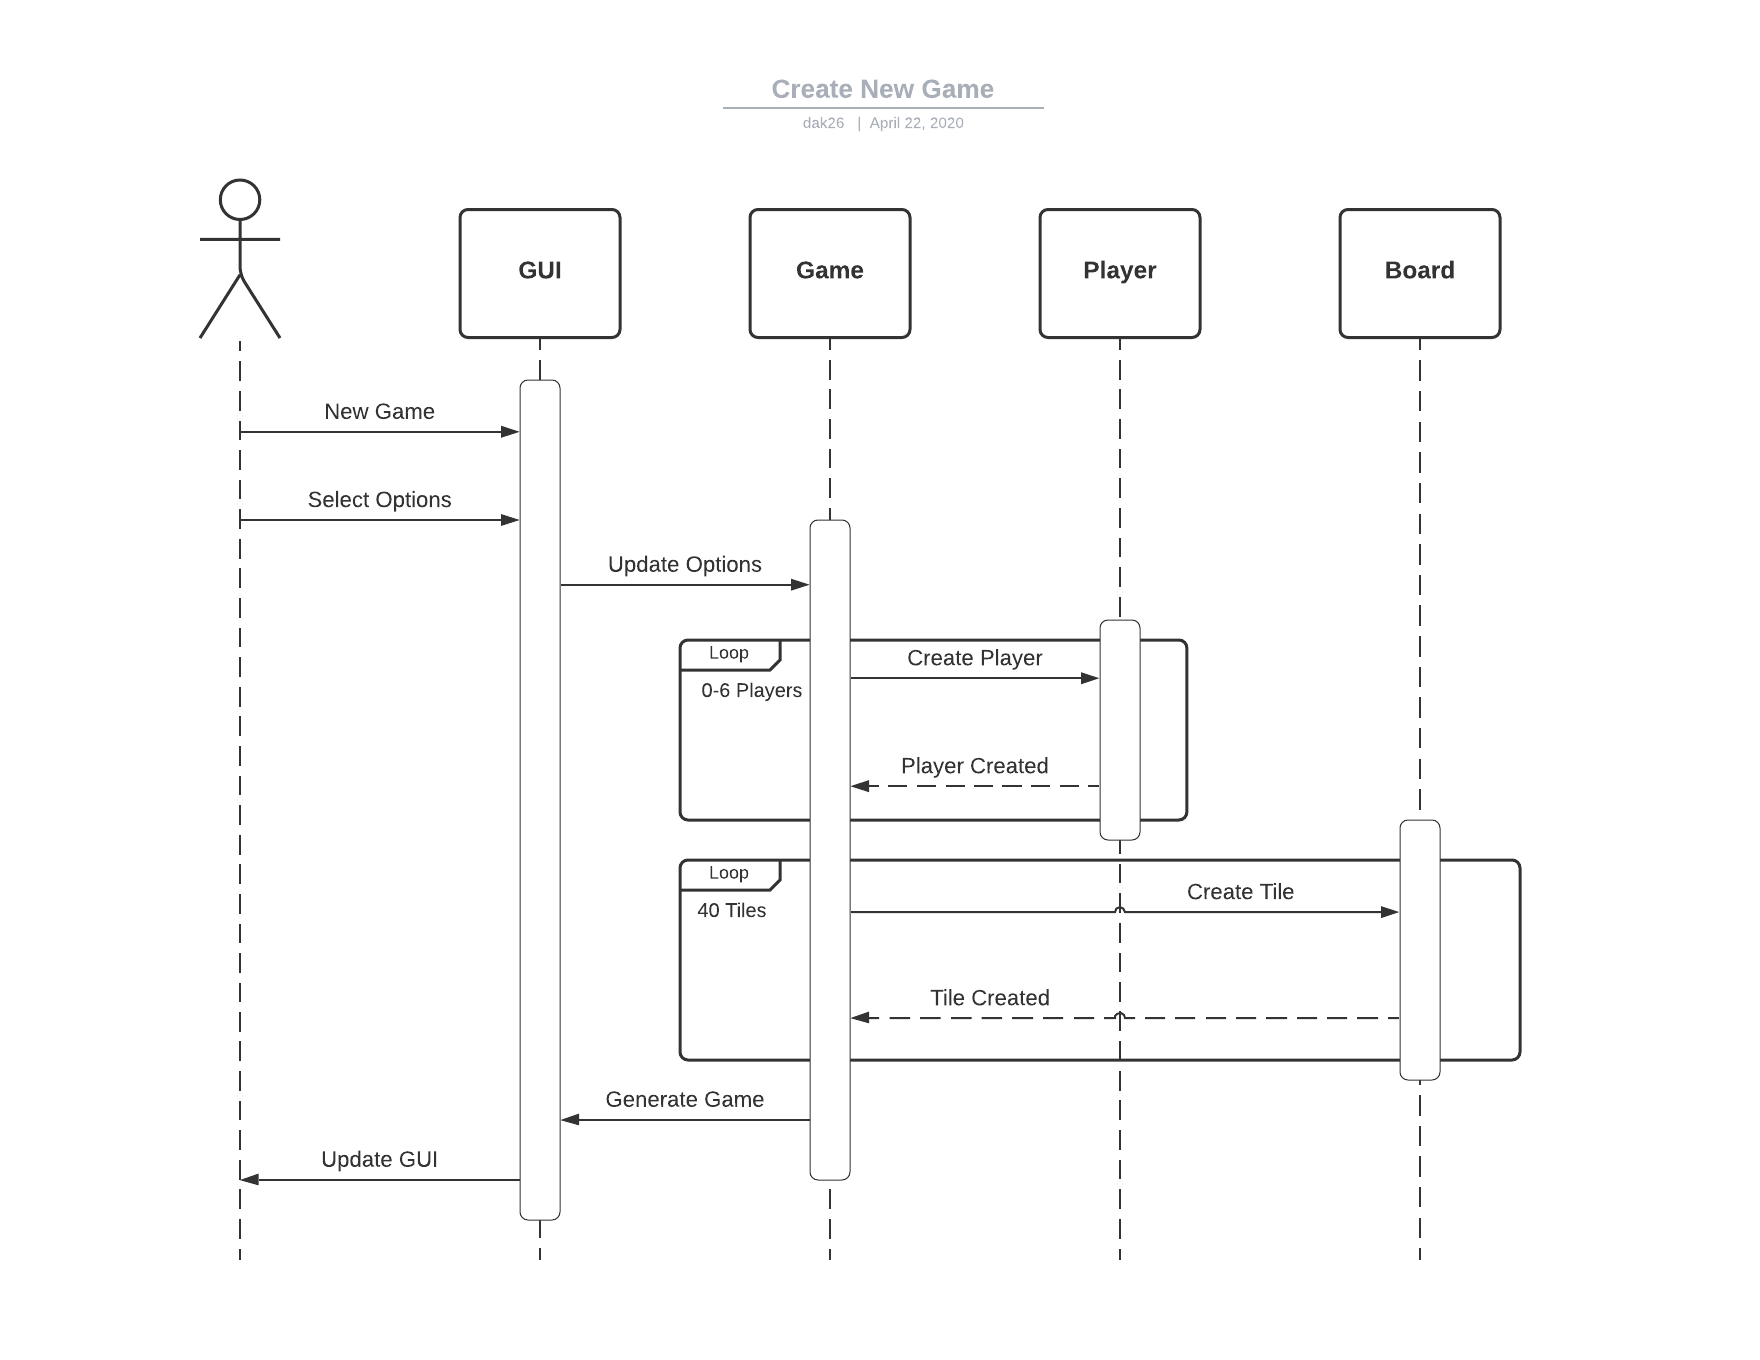 Create New Game
dak26 | April 22, 2020
GUI
Game
Player
Board
New Game
Select Options
Update Options
Loop
Create Player
0-6 Players
Player Created
Loop
Create Tile
40 Tiles
Tile Created
Generate Game
Update GUI